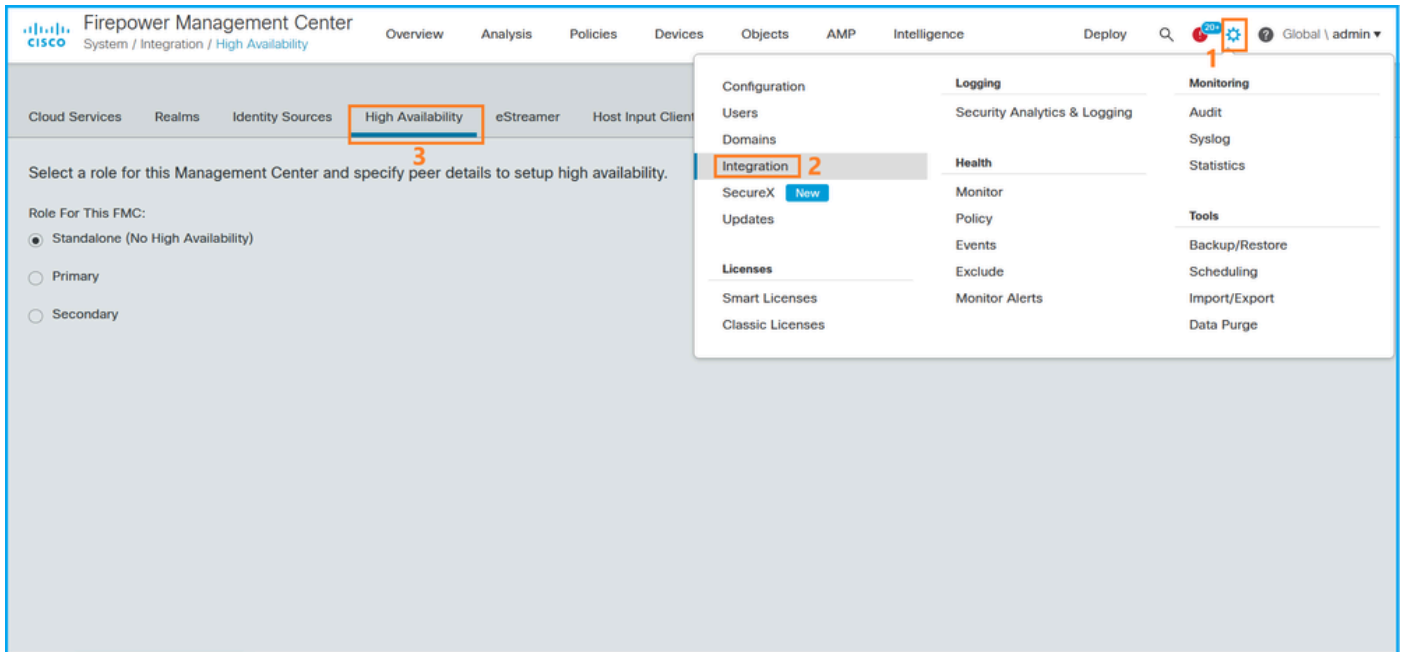 CISCO
Firepower Management Center
System / Integration / High Availability
Overview Analysis Policies Devices Objects AMP Intelligence Deploy 20+ Global \ admin
1
Cloud Services Realms Identity Sources High Availability eStreamer Host Input Client
3
Select a role for this Management Center and specify peer details to setup high availability.
Role For This FMC:
Standalone (No High Availability)
Primary
Secondary
Configuration
Users
Domains
Integration 2
SecureX New
Updates
Licenses
Smart Licenses
Classic Licenses
Logging
Security Analytics & Logging
Health
Monitor
Policy
Events
Exclude
Monitor Alerts
Monitoring
Audit
Syslog
Statistics
Tools
Backup/Restore
Scheduling
Import/Export
Data Purge